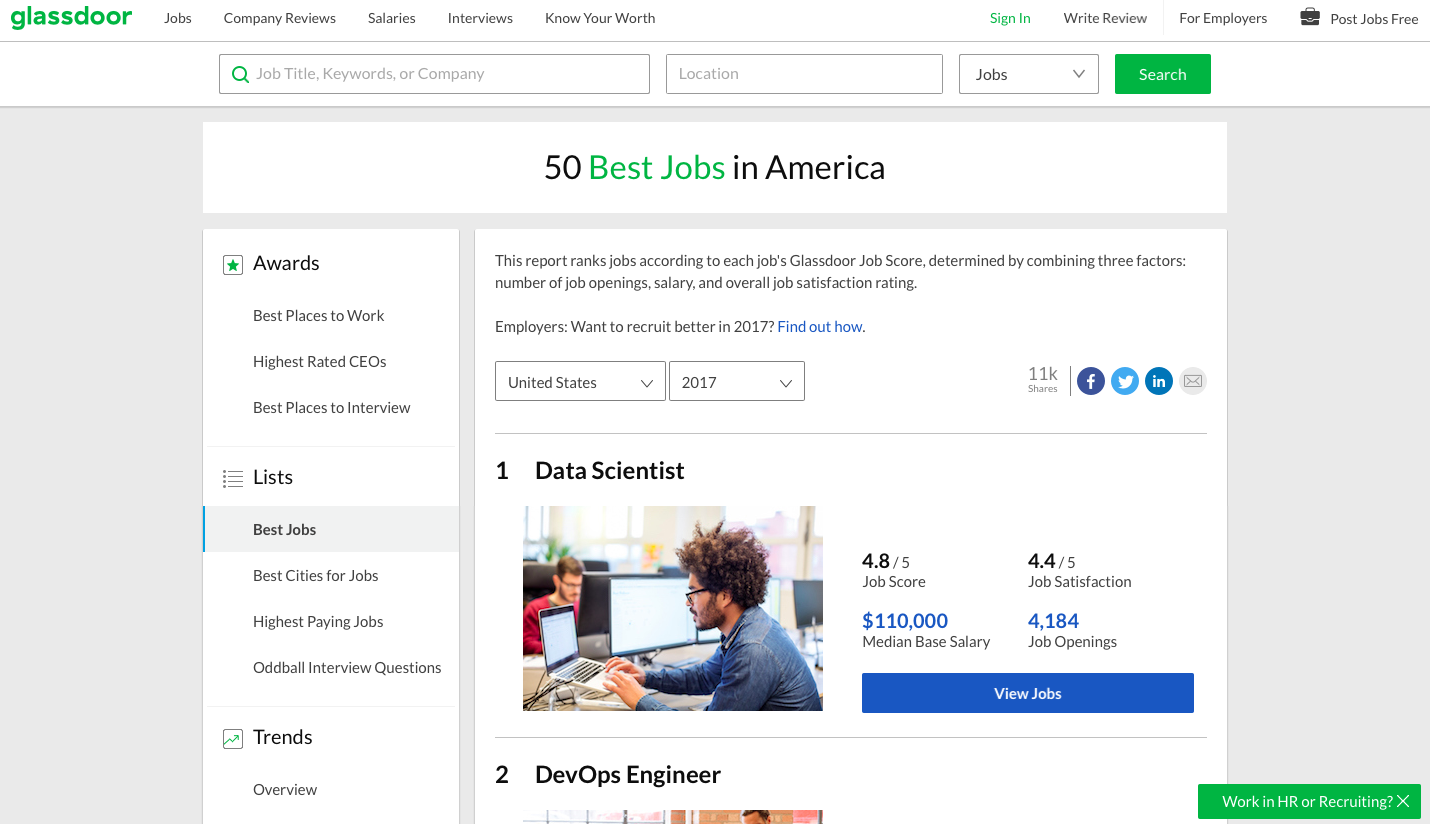 glassdoor
Jobs
Company Reviews
Salaries
Interviews
Know Your Worth
Sign In
Write Review
For Employers
Post Jobs Free
Job Title, Keywords, or Company
Location
Jobs
Search
50 Best Jobs in America
Awards
Best Places to Work
Highest Rated CEOs
Best Places to Interview
Lists
Best Jobs
Best Cities for Jobs
Highest Paying Jobs
Oddball Interview Questions
Trends
Overview
This report ranks jobs according to each job's Glassdoor Job Score, determined by combining three factors:
number of job openings, salary, and overall job satisfaction rating.
Employers: Want to recruit better in 2017? Find out how.
United States
2017
11k
Shares
f
in
1 Data Scientist
4.8 / 5
Job Score
4.4 / 5
Job Satisfaction
$110,000
Median Base Salary
4,184
Job Openings
View Jobs
2 DevOps Engineer
Work in HR or Recruiting?